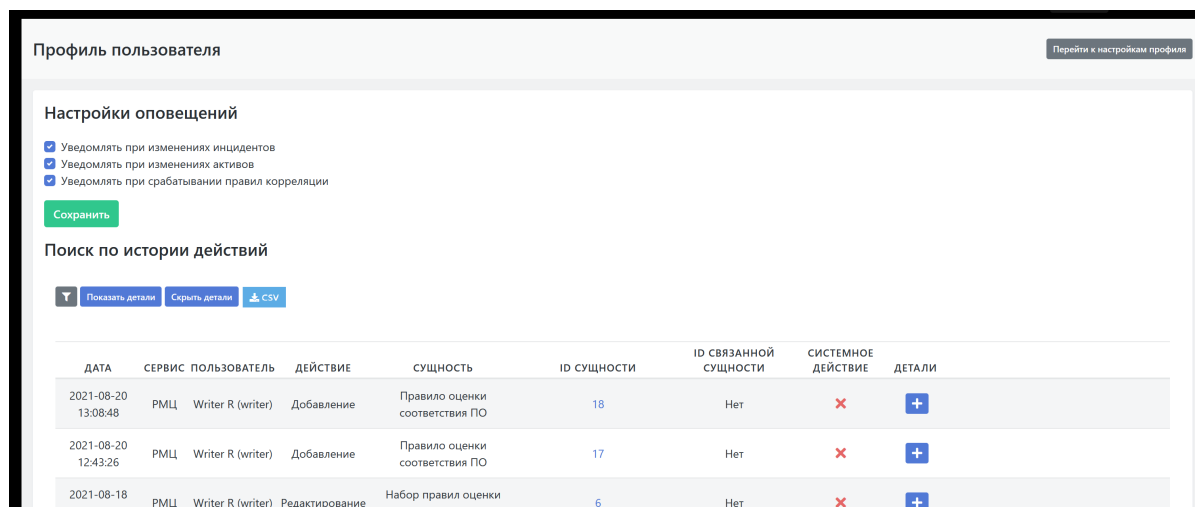 Профиль пользователя
Перейти к настройкам профиля
Настройки оповещений
Уведомлять при изменениях инцидентов
Уведомлять при изменениях активов
Уведомлять при срабатывании правил корреляции
Сохранить
Поиск по истории действий
Показать детали Скрыть детали CSV
ДАТА СЕРВИС ПОЛЬЗОВАТЕЛЬ ДЕЙСТВИЕ СУЩНОСТЬ ID СУЩНОСТИ ID СВЯЗАННОЙ СУЩНОСТИ СИСТЕМНОЕ ДЕЙСТВИЕ ДЕТАЛИ
2021-08-20 13:08:48 РМЦ Writer R (writer) Добавление Правило оценки соответствия ПО 18 Нет
2021-08-20 12:43:26 РМЦ Writer R (writer) Добавление Правило оценки соответствия ПО 17 Нет
2021-08-18 РМЦ Writer R (writer) Редактирование Набор правил оценки 6 Нет